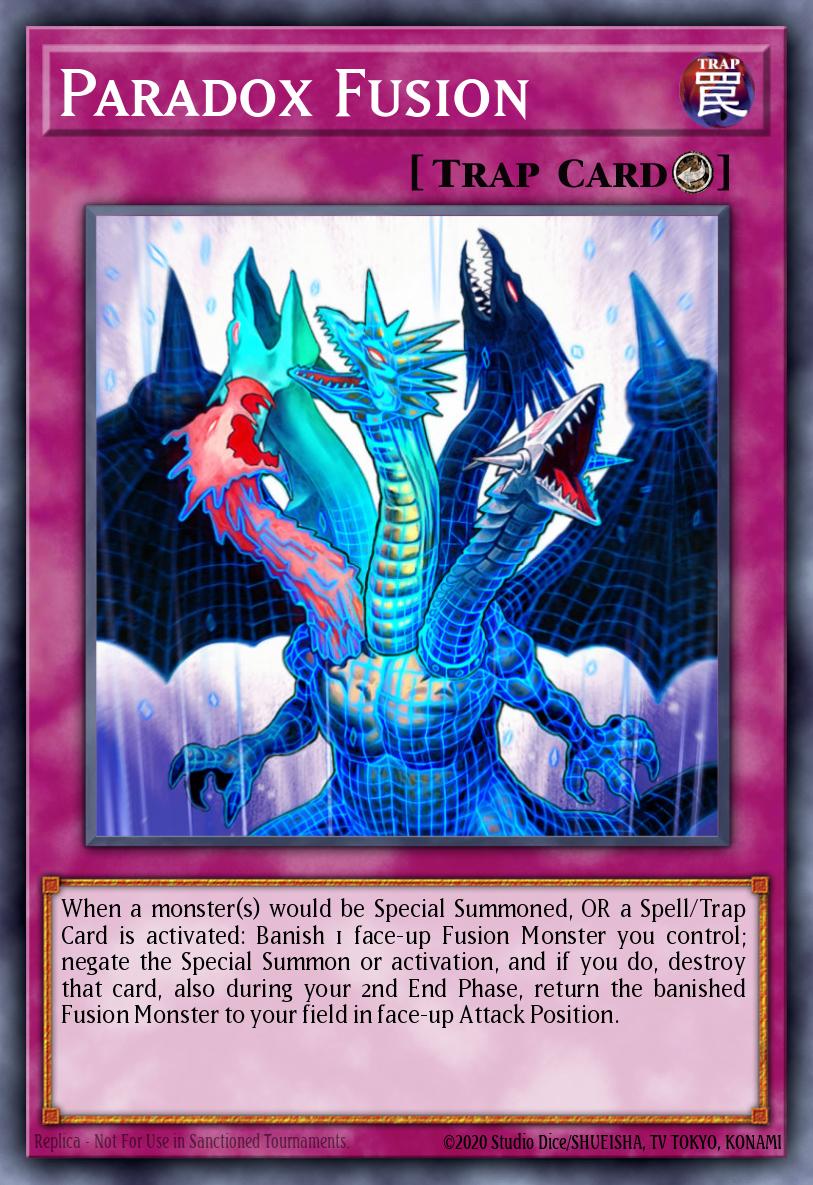 Paradox Fusion
TRAP
罠
[ Trap Card ]
When a monster(s) would be Special Summoned, OR a Spell/Trap
Card is activated: Banish 1 face-up Fusion Monster you control;
negate the Special Summon or activation, and if you do, destroy
that card, also during your 2nd End Phase, return the banished
Fusion Monster to your field in face-up Attack Position.
Replica - Not For Use in Sanctioned Tournaments.
©2020 Studio Dice/SHUEISHA, TV TOKYO, KONAMI